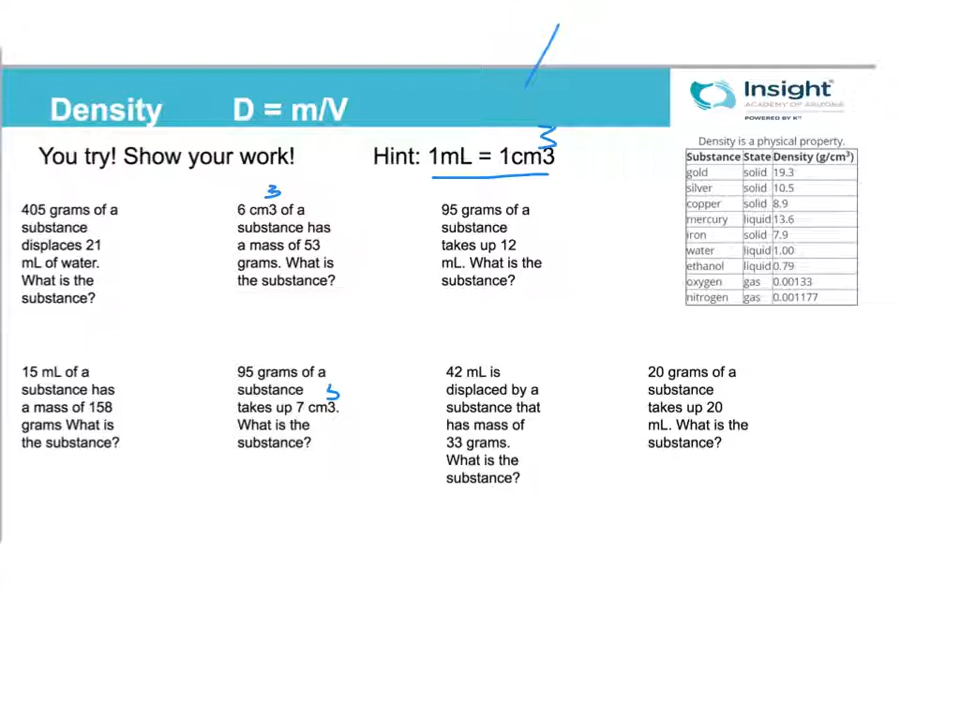 Density D = m/V
Insight
ACADEMY OF ARIZONA
POWERED BY K12
You try! Show your work! Hint: 1mL = 1cm3
3
Density is a physical property.
Substance State Density (g/cm³)
gold solid 19.3
silver solid 10.5
copper solid 8.9
mercury liquid 13.6
iron solid 7.9
water liquid 1.00
ethanol liquid 0.79
oxygen gas 0.00133
nitrogen gas 0.001177
405 grams of a
substance
displaces 21
mL of water.
What is the
substance?
3
6 cm3 of a
substance has
a mass of 53
grams. What is
the substance?
95 grams of a
substance
takes up 12
mL. What is the
substance?
15 mL of a
substance has
a mass of 158
grams What is
the substance?
95 grams of a
substance
3
takes up 7 cm3.
What is the
substance?
42 mL is
displaced by a
substance that
has mass of
33 grams.
What is the
substance?
20 grams of a
substance
takes up 20
mL. What is the
substance?